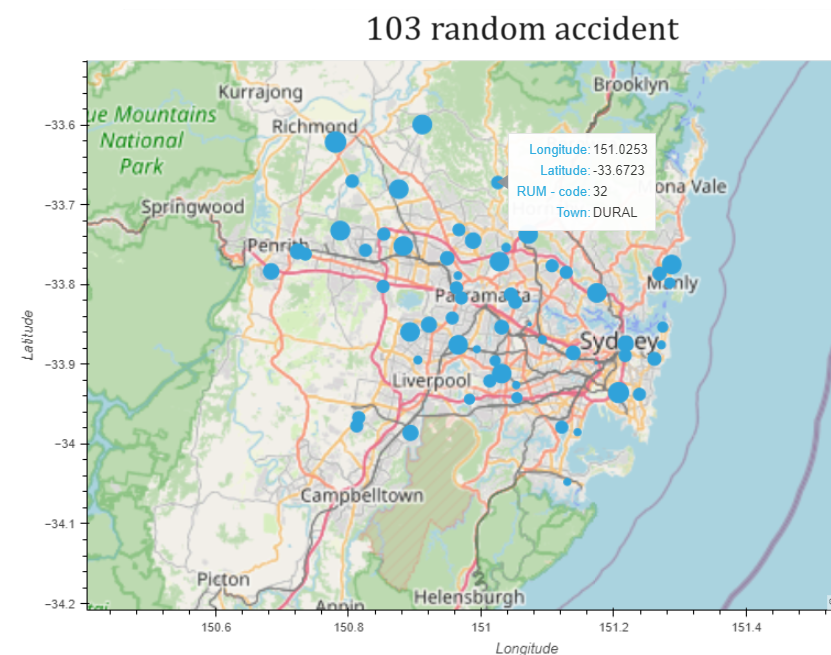 103 random accident
Kurrajong
Brooklyn
ue Mountains
National
Park
Richmond
Longitude: 151.0253
Latitude: -33.6723
RUM - code: 32
Town: DURAL
Mona Vale
Springwood
Penrith
Manly
Parramatta
Sydney
Liverpool
Campbelltown
Picton
Appin
Helensburgh
−33.6
−33.7
−33.8
−33.9
−34
−34.1
−34.2
Latitude
150.6
150.8
151
151.2
151.4
Longitude